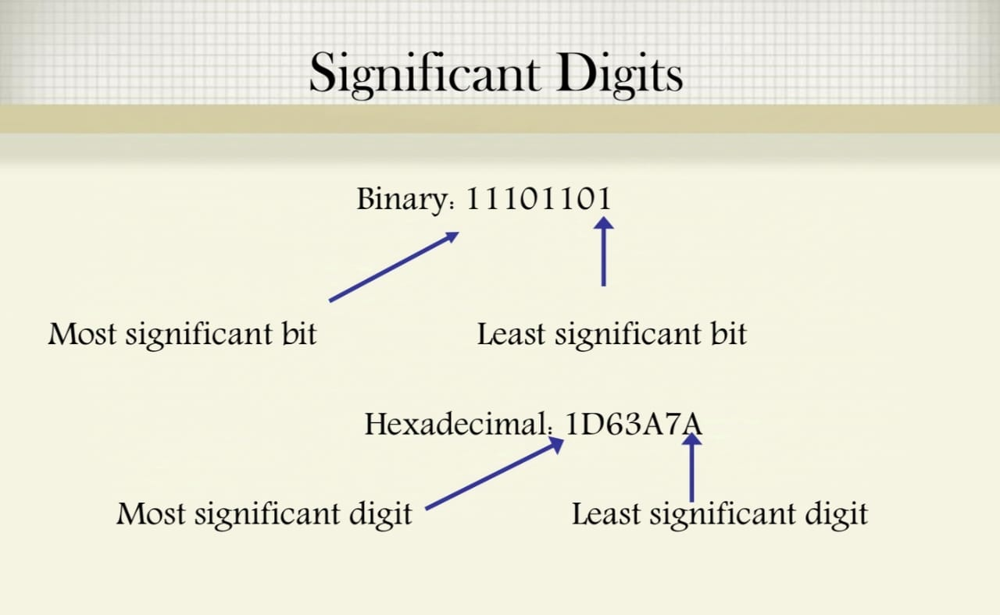 Significant Digits
Binary: 11101101
Most significant bit
Least significant bit
Hexadecimal: 1D63A7A
Most significant digit
Least significant digit